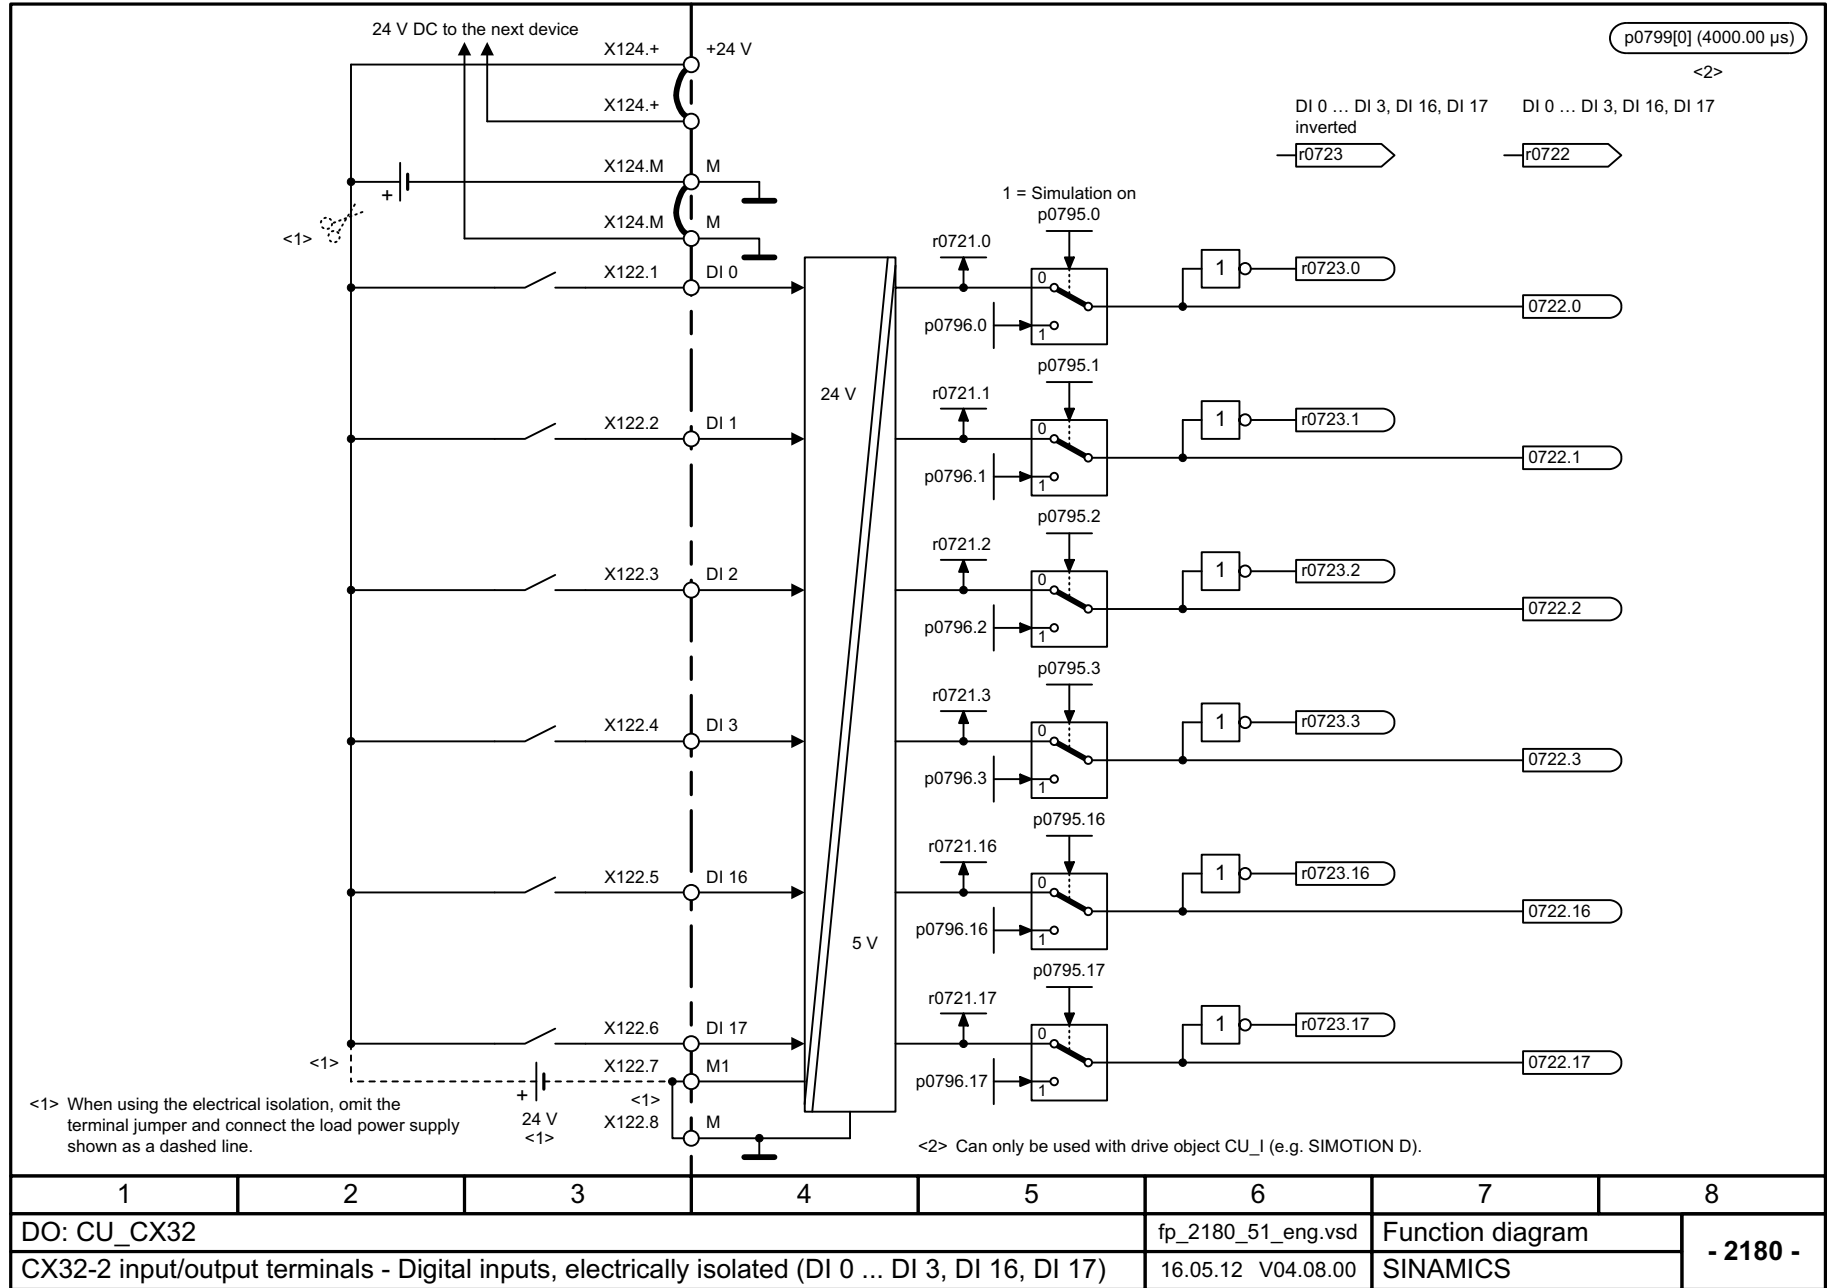 24 V DC to the next device
X124.+ +24 V
p0799[0] (4000.00 µs)
<2>
X124.+
DI 0 … DI 3, DI 16, DI 17
inverted
r0723
DI 0 … DI 3, DI 16, DI 17
r0722
X124.M M
+
<1>
X124.M M
1 = Simulation on
p0795.0
X122.1 DI 0
r0721.0
0
p0796.0
1
1
r0723.0
0722.0
24 V
p0795.1
X122.2 DI 1
r0721.1
0
p0796.1
1
1
r0723.1
0722.1
p0795.2
X122.3 DI 2
r0721.2
0
p0796.2
1
1
r0723.2
0722.2
p0795.3
X122.4 DI 3
r0721.3
0
p0796.3
1
1
r0723.3
0722.3
p0795.16
X122.5 DI 16
r0721.16
0
p0796.16
1
1
r0723.16
0722.16
5 V
p0795.17
X122.6 DI 17
r0721.17
0
p0796.17
1
1
r0723.17
0722.17
<1>
X122.7 M1
+
24 V
<1>
<1>
X122.8 M
<1> When using the electrical isolation, omit the
terminal jumper and connect the load power supply
shown as a dashed line.
<2> Can only be used with drive object CU_I (e.g. SIMOTION D).
1 2 3 4 5 6 7 8
DO: CU_CX32
fp_2180_51_eng.vsd
Function diagram
- 2180 -
CX32-2 input/output terminals - Digital inputs, electrically isolated (DI 0 ... DI 3, DI 16, DI 17)
16.05.12 V04.08.00
SINAMICS